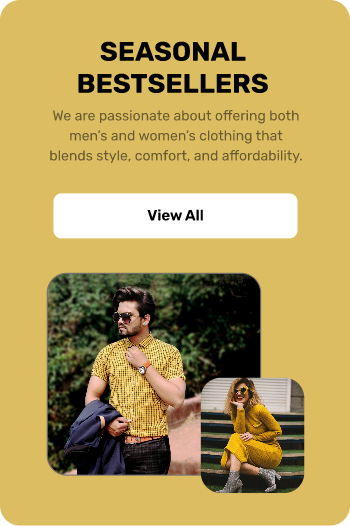 SEASONAL
BESTSELLERS
We are passionate about offering both
men's and women's clothing that
blends style, comfort, and affordability.
View All